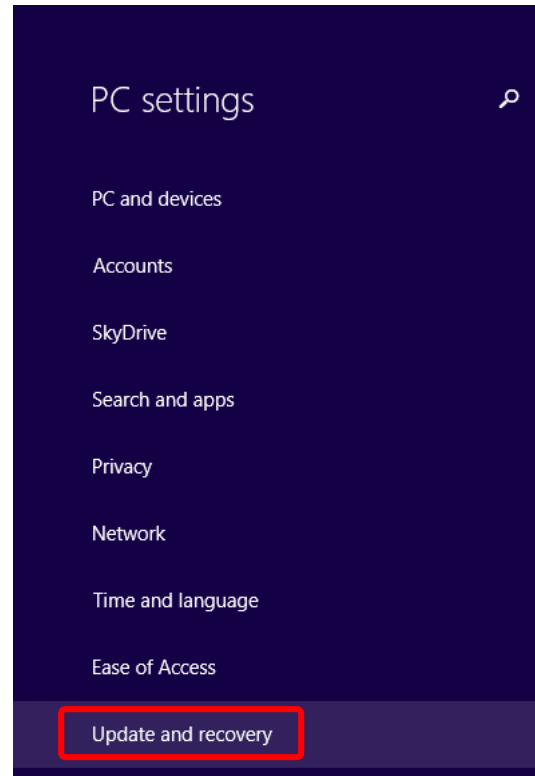 PC settings
PC and devices
Accounts
SkyDrive
Search and apps
Privacy
Network
Time and language
Ease of Access
Update and recovery